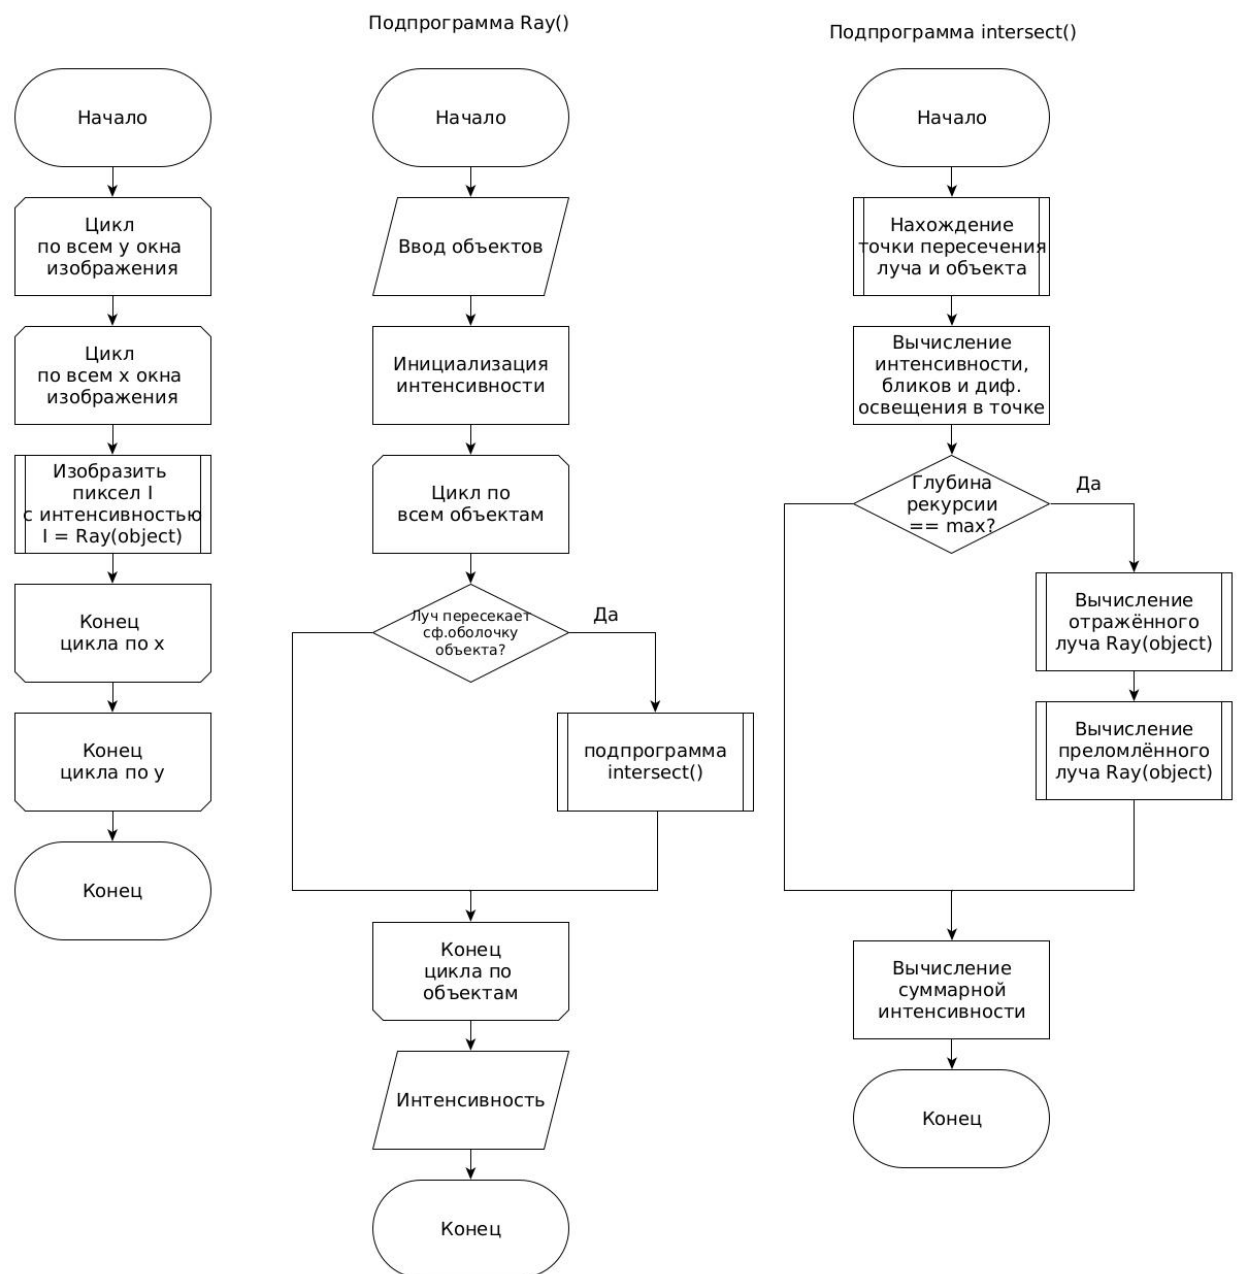 Подпрограмма Ray()
Подпрограмма intersect()
Начало
Цикл
по всем y окна
изображения
Цикл
по всем x окна
изображения
Изобразить
пиксел I
с интенсивностью
I = Ray(object)
Конец
цикла по x
Конец
цикла по y
Конец
Начало
Ввод объектов
Инициализация
интенсивности
Цикл по
всем объектам
Луч пересекает
сф.оболочку
объекта?
Да
подпрограмма
intersect()
Конец
цикла по
объектам
Интенсивность
Конец
Начало
Нахождение
точки пересечения
луча и объекта
Вычисление
интенсивности,
бликов и диф.
освещения в точке
Глубина
рекурсии
== max?
Да
Вычисление
отражённого
луча Ray(object)
Вычисление
преломлённого
луча Ray(object)
Вычисление
суммарной
интенсивности
Конец